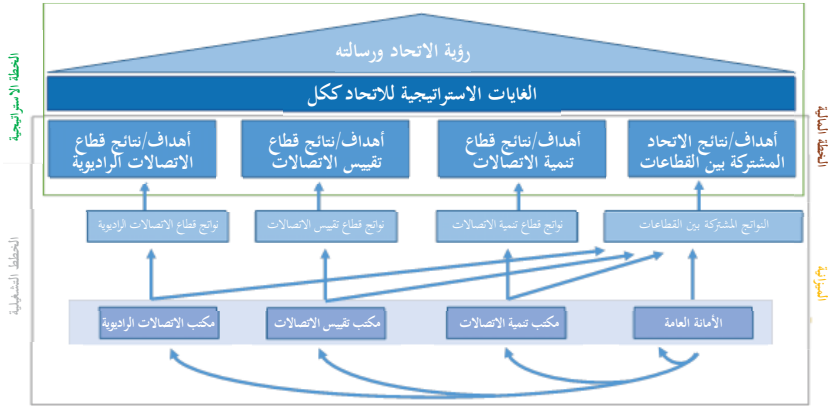 رؤية الاتحاد ورسالته
الغايات الاستراتيجية للاتحاد ككل
أهداف/نتائج الاتحاد
المشتركة بين القطاعات
أهداف/نتائج قطاع
تنمية الاتصالات
أهداف/نتائج قطاع
تقييس الاتصالات
أهداف/نتائج قطاع
الاتصالات الراديوية
النواتج المشتركة بين القطاعات
نواتج قطاع تنمية الاتصالات
نواتج قطاع تقييس الاتصالات
نواتج قطاع الاتصالات الراديوية
الأمانة العامة
مكتب تنمية الاتصالات
مكتب تقييس الاتصالات
مكتب الاتصالات الراديوية
الخطة المالية
الميزانية
الخطة الاستراتيجية
الخطط التشغيلية